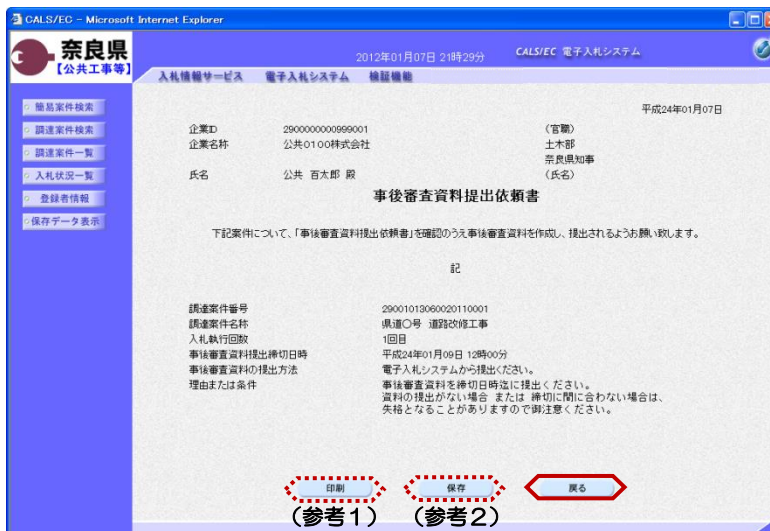 CALS/EC - Microsoft Internet Explorer
奈良県
【公共工事等】
2012年01月07日 21時29分
CALS/EC 電子入札システム
入札情報サービス 電子入札システム 検証機能
簡易案件検索
調達案件検索
調達案件一覧
入札状況一覧
登録者情報
保存データ表示
平成24年01月07日
企業ID 2900000000999001 (官職)
企業名称 公共0100株式会社 土木部
奈良県知事
氏名 公共 百太郎 殿 (氏名)
事後審査資料提出依頼書
下記案件について、「事後審査資料提出依頼書」を確認のうえ事後審査資料を作成し、提出されるようお願い致します。
記
調達案件番号 29001013060020110001
調達案件名称 県道○号 道路改修工事
入札執行回数 1回目
事後審査資料提出締切日時 平成24年01月09日 12時00分
事後審査資料の提出方法 電子入札システムから提出ください。
理由または条件 事後審査資料を締切日時迄に提出ください。
資料の提出がない場合 または 締切に間に合わない場合は、
失格となることがありますので御注意ください。
印刷 保存 戻る
(参考1) (参考2)